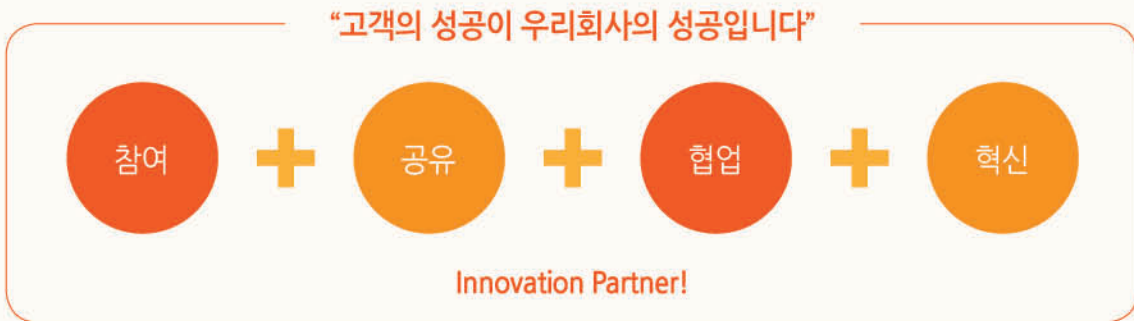 “고객의 성공이 우리회사의 성공입니다”
참여 + 공유 + 협업 + 혁신
Innovation Partner!